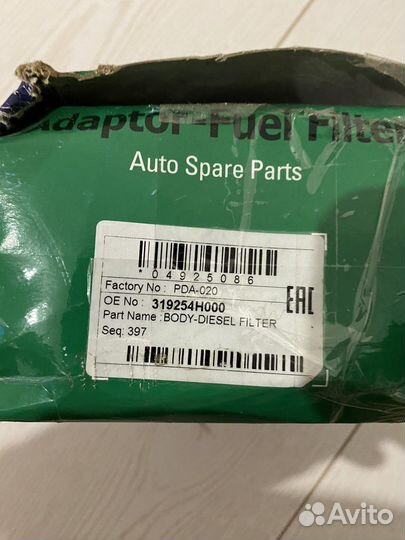 Adaptor-Fuel Filter
Auto Spare Parts
*04925086
Factory No: PDA-020
OE No: 319254H000
Part Name :BODY-DIESEL FILTER
Seq: 397
EAC
Avito